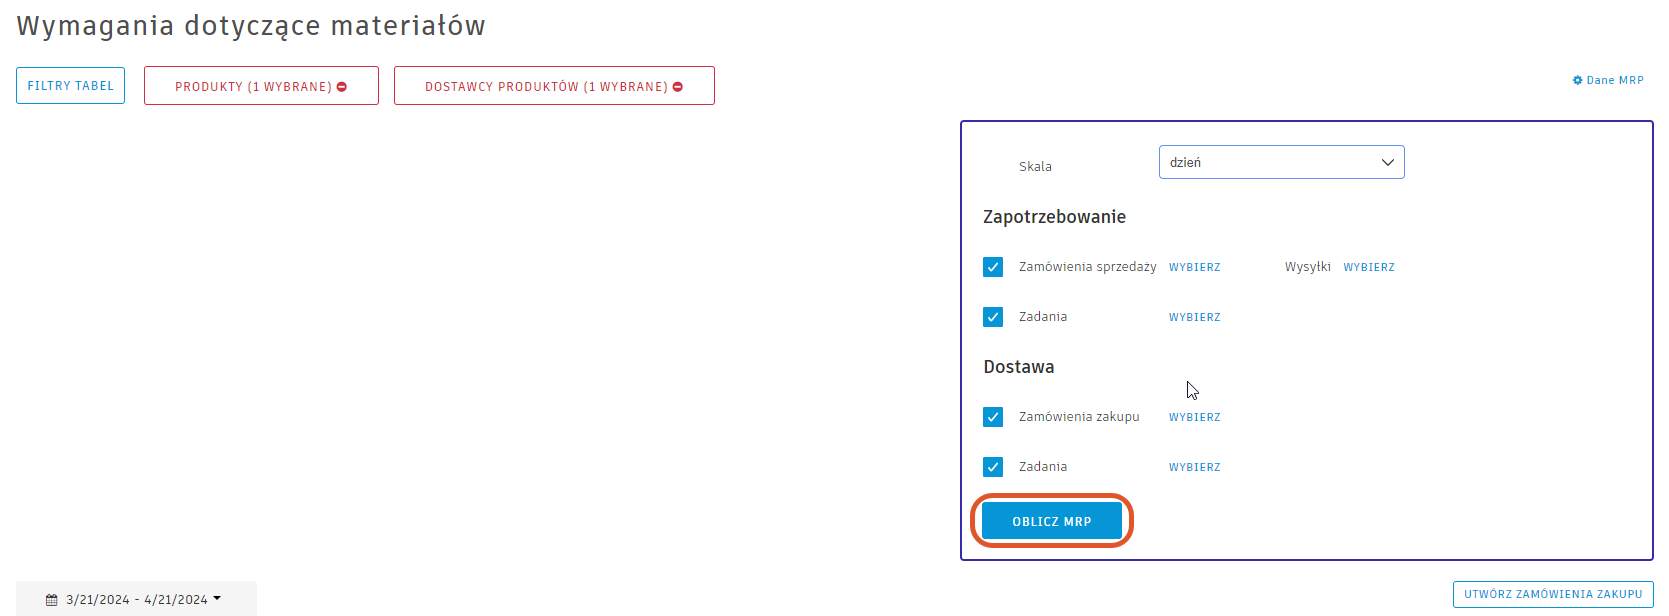 Wymagania dotyczące materiałów
FILTRY TABEL
PRODUKTY (1 WYBRANE)
DOSTAWCY PRODUKTÓW (1 WYBRANE)
Dane MRP
Skala
dzień
Zapotrzebowanie
Zamówienia sprzedaży WYBIERZ Wysyłki WYBIERZ
Zadania WYBIERZ
Dostawa
Zamówienia zakupu WYBIERZ
Zadania WYBIERZ
OBLICZ MRP
3/21/2024 - 4/21/2024
UTWÓRZ ZAMÓWIENIA ZAKUPU